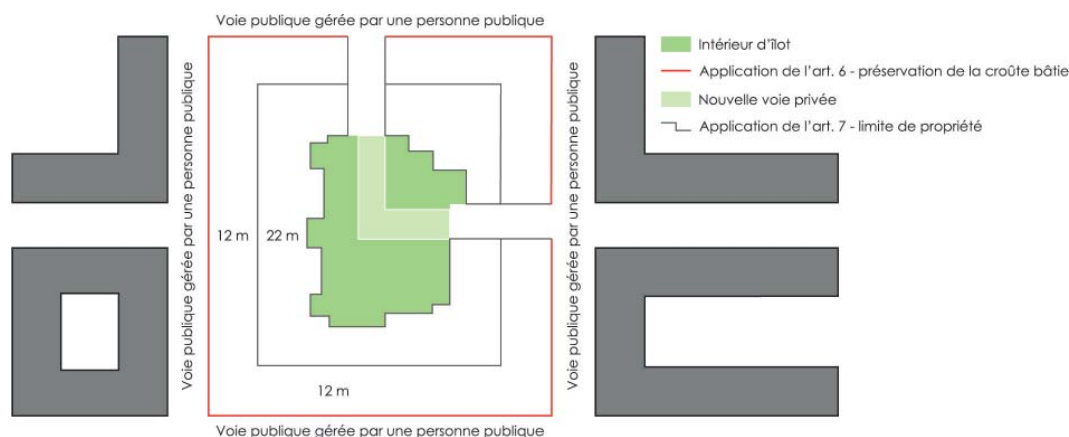 Voie publique gérée par une personne publique
Voie publique gérée par une personne publique
12 m
22 m
12 m
Voie publique gérée par une personne publique
Voie publique gérée par une personne publique
Intérieur d'îlot
Application de l'art. 6 - préservation de la croûte bâtie
Nouvelle voie privée
Application de l'art. 7 - limite de propriété